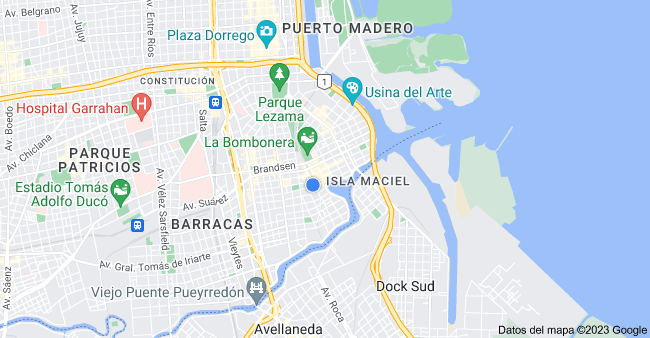 Av. Belgrano
Av. Jujuy
Entre Ríos
Plaza Dorrego
PUERTO MADERO
CONSTITUCIÓN
1
Usina del Arte
Hospital Garrahan
H
Salta
Parque
Lezama
Av. Boedo
Av. Chiclana
La Bombonera
PARQUE
PATRICIOS
Brandsen
ISLA MACIEL
Estadio Tomás
Adolfo Ducó
Av. Vélez Sarsfield
Av. Suárez
BARRACAS
Vieytes
Av. Gral. Tomás de Iriarte
Av. Sáenz
Viejo Puente Pueyrredón
Av. Roca
Dock Sud
Avellaneda
Datos del mapa ©2023 Google